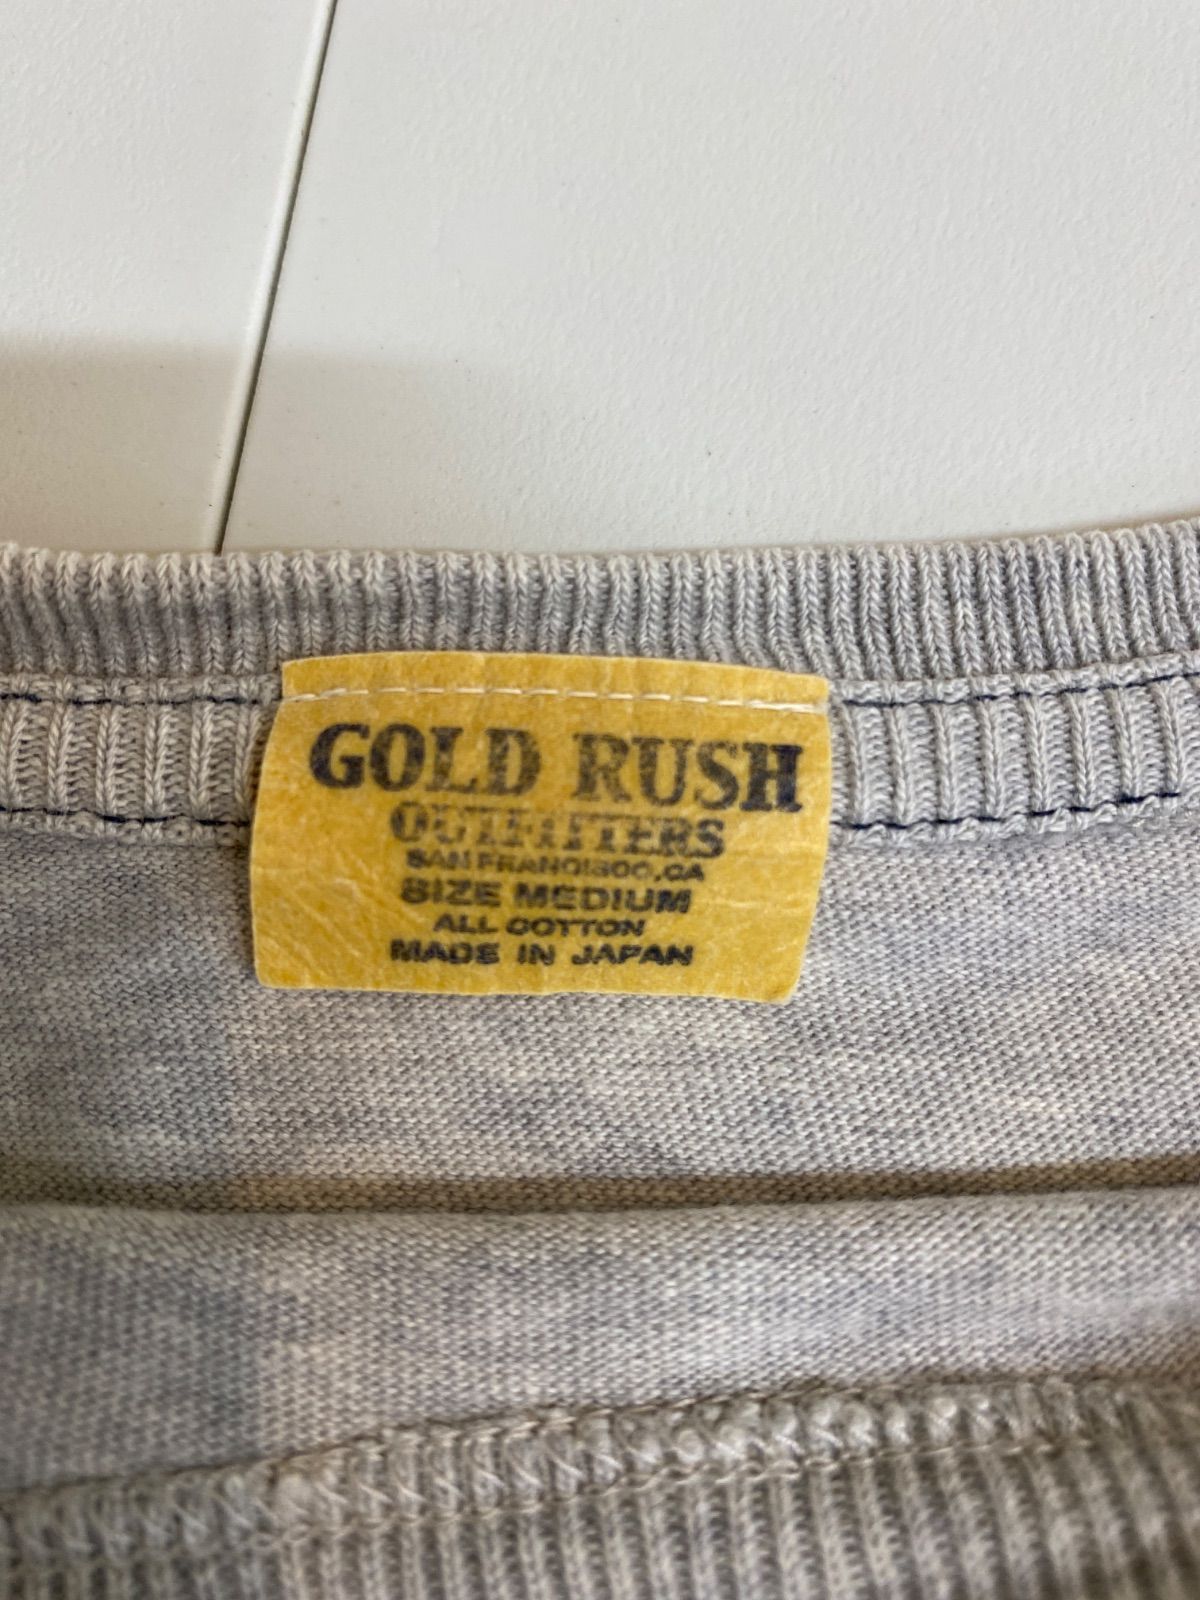 GOLD RUSH
OUTFITTERS
SAN FRANCISCO, CA
SIZE MEDIUM
ALL COTTON
MADE IN JAPAN